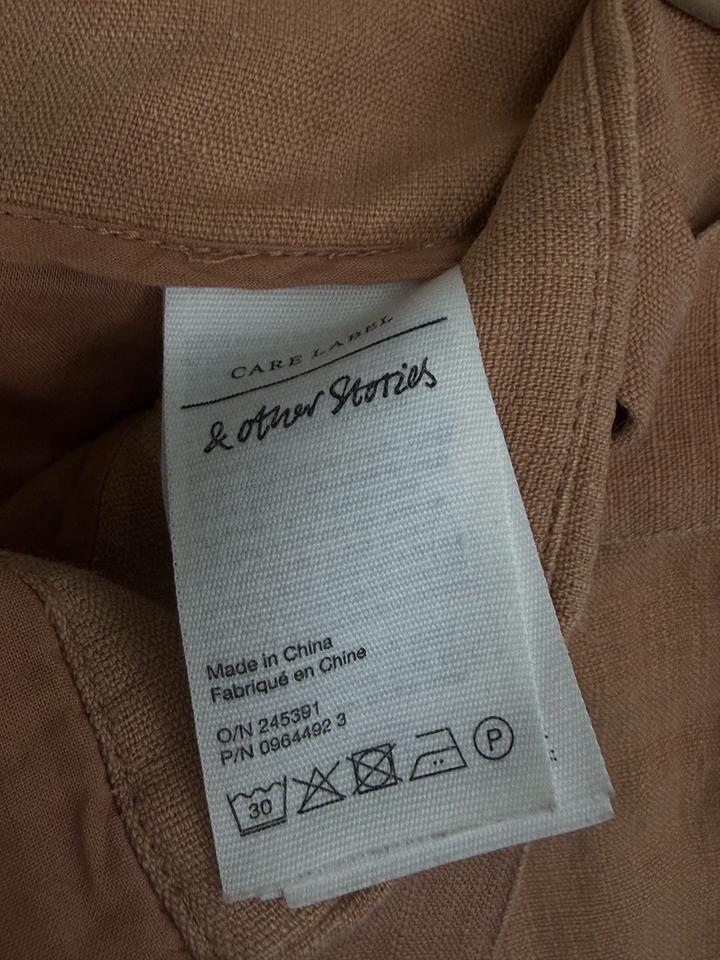 CARE LABEL
& other Stories
Made in China
Fabriqué en Chine
O/N 245391
P/N 0964492 3
30 P